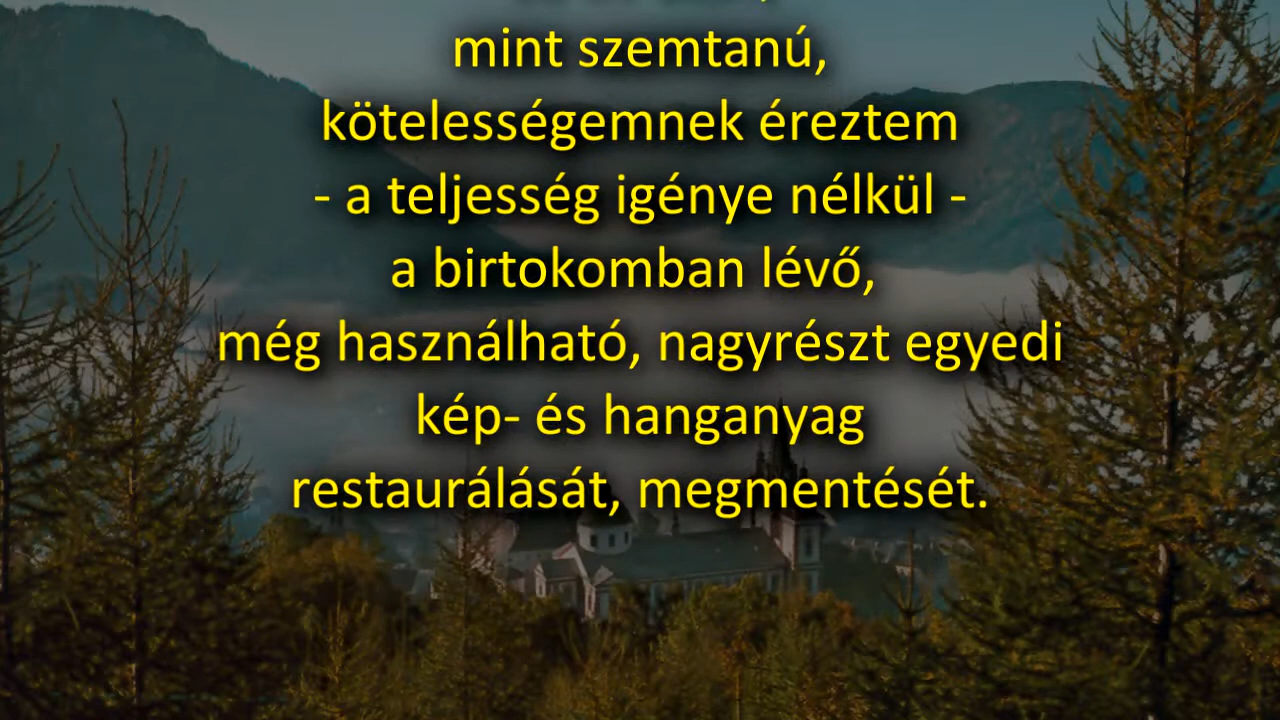 mint szemtanú,
kötelességemnek éreztem
- a teljesség igénye nélkül -
a birtokomban lévő,
még használható, nagyrészt egyedi
kép- és hanganyag
restaurálását, megmentését.